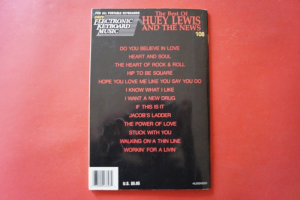 FOR ALL PORTABLE KEYBOARDS
ELECTRONIC
KEYBOARD
MUSIC
The Best Of
HUEY LEWIS
AND THE NEWS
108
DO YOU BELIEVE IN LOVE
HEART AND SOUL
THE HEART OF ROCK & ROLL
HIP TO BE SQUARE
HOPE YOU LOVE ME LIKE YOU SAY YOU DO
I KNOW WHAT I LIKE
I WANT A NEW DRUG
IF THIS IS IT
JACOB'S LADDER
THE POWER OF LOVE
STUCK WITH YOU
WALKING ON A THIN LINE
WORKIN' FOR A LIVIN'